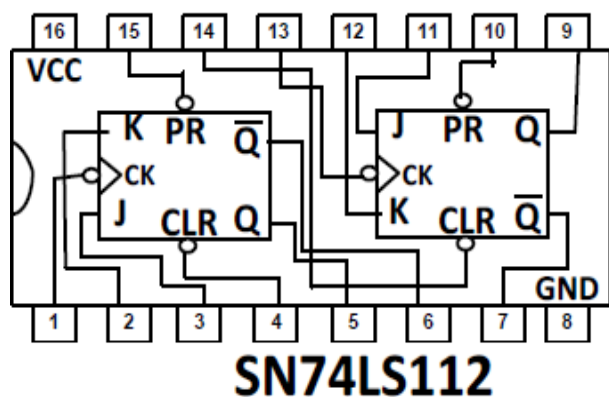 16 15 14 13 12 11 10 9
VCC
K PR Q̅ J PR Q
CK CK
J CLR Q K CLR Q̅
GND
1 2 3 4 5 6 7 8
SN74LS112